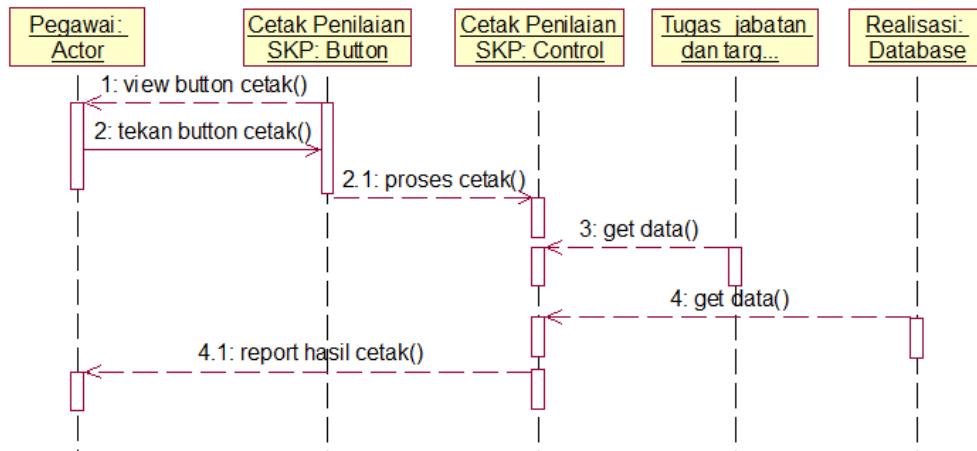 Pegawai:
Actor
Cetak Penilaian
SKP: Button
Cetak Penilaian
SKP: Control
Tugas jabatan
dan targ...
Realisasi:
Database
1: view button cetak()
2: tekan button cetak()
2.1: proses cetak()
3: get data()
4: get data()
4.1: report hasil cetak()